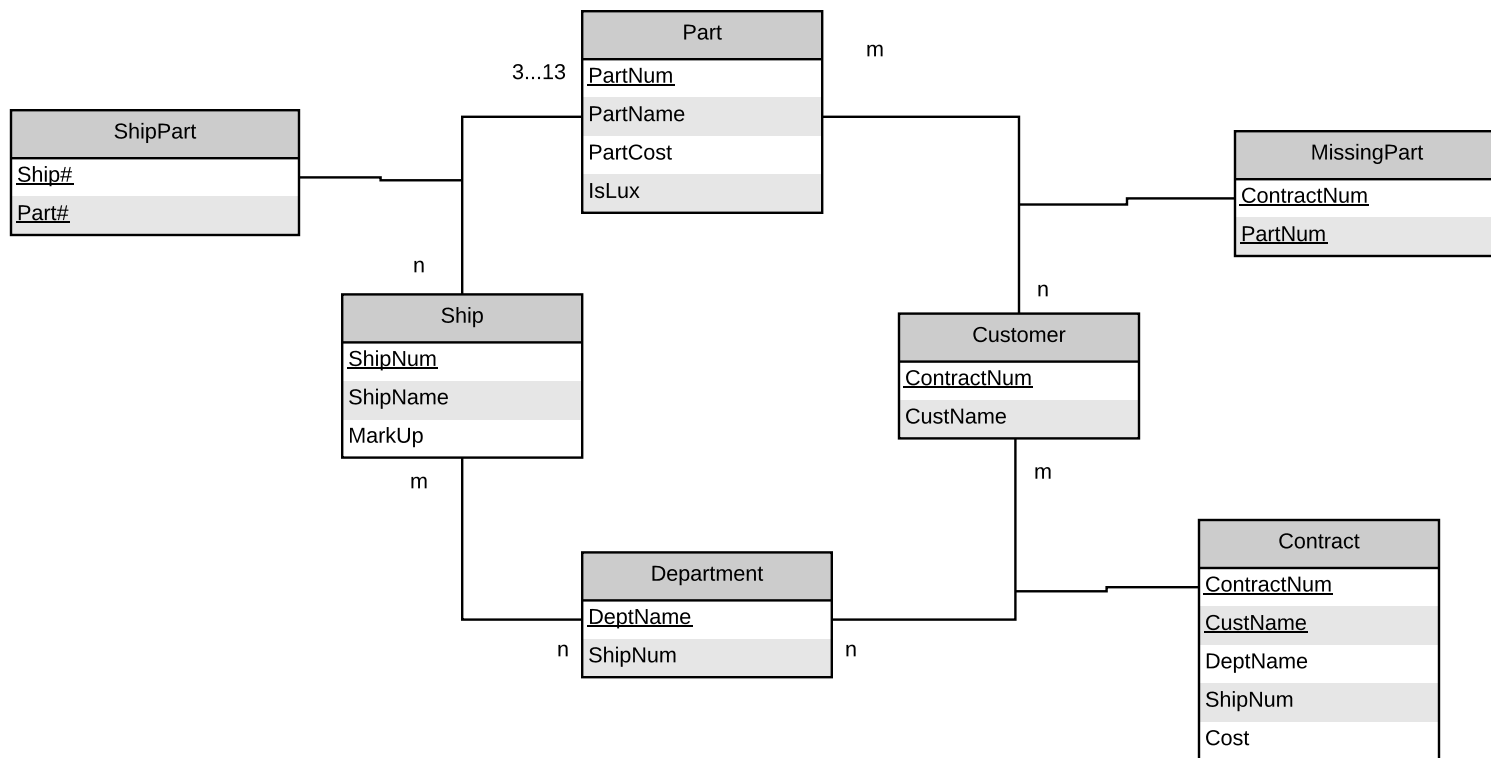 Part
m
3...13
PartNum
PartName
PartCost
IsLux
ShipPart
Ship#
Part#
MissingPart
ContractNum
PartNum
n
n
Ship
ShipNum
ShipName
MarkUp
Customer
ContractNum
CustName
m
m
Department
DeptName
ShipNum
n
n
Contract
ContractNum
CustName
DeptName
ShipNum
Cost